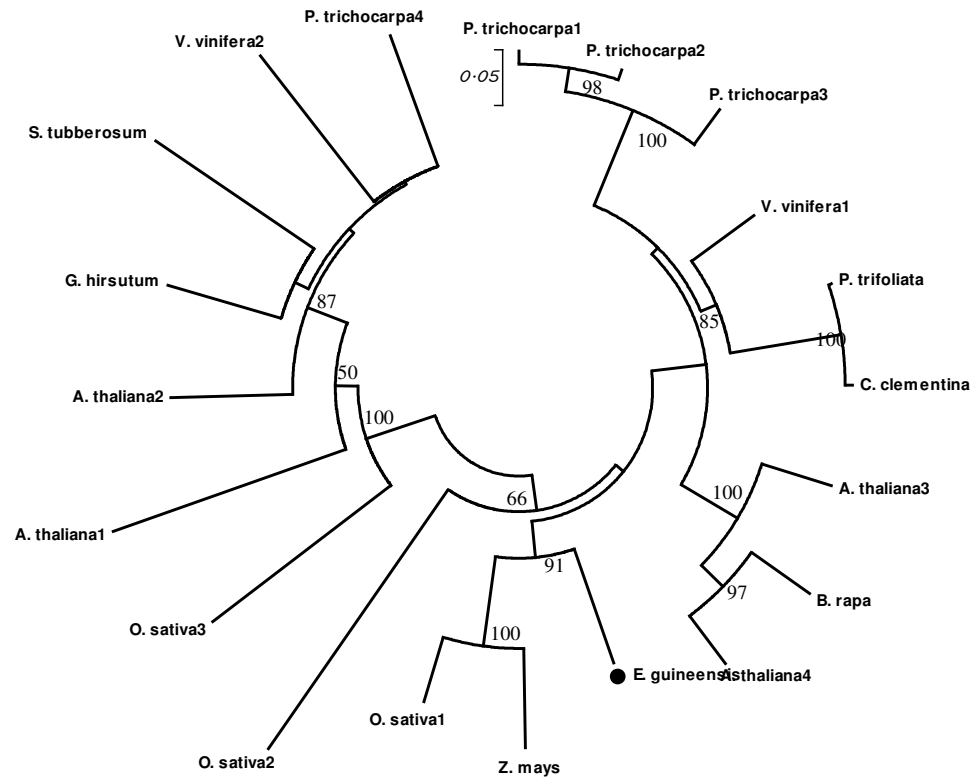 P. trichocarpa4
P. trichocarpa1
V. vinifera2
P. trichocarpa2
0.05
98
P. trichocarpa3
S. tubberosum
100
V. vinifera1
G. hirsutum
P. trifoliata
87
85
100
50
C. clementina
A. thaliana2
100
A. thaliana3
100
66
A. thaliana1
91
97
B. rapa
O. sativa3
100
E. guineensis
A. thaliana4
O. sativa1
O. sativa2
Z. mays